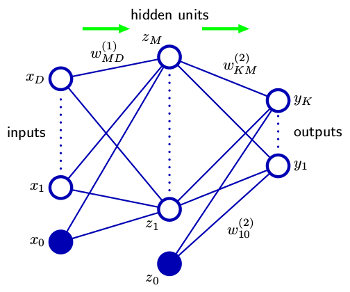 hidden units
z_M
w_{MD}^{(1)}
w_{KM}^{(2)}
x_D
y_K
inputs
outputs
y_1
x_1
z_1
w_{10}^{(2)}
x_0
z_0